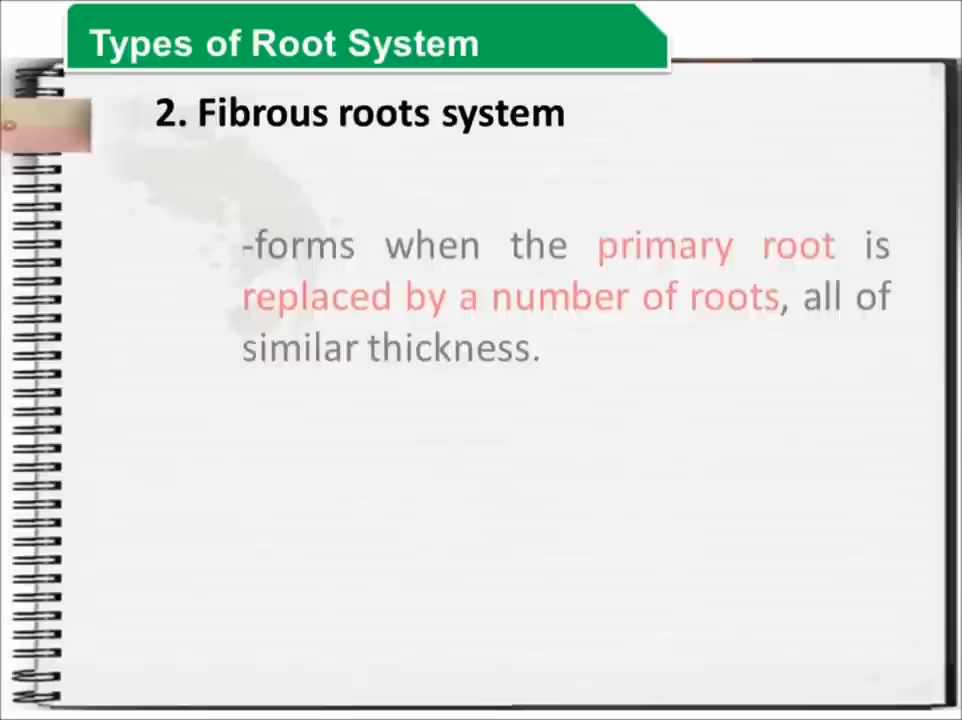 Types of Root System
2. Fibrous roots system
-forms when the primary root is
replaced by a number of roots, all of
similar thickness.